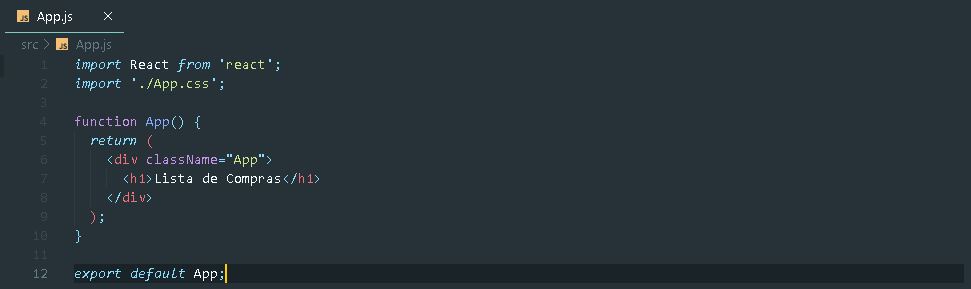 JS App.js ×
src > JS App.js
1 import React from 'react';
2 import './App.css';
3
4 function App() {
5   return (
6     <div className="App">
7       <h1>Lista de Compras</h1>
8     </div>
9   );
10 }
11
12 export default App;